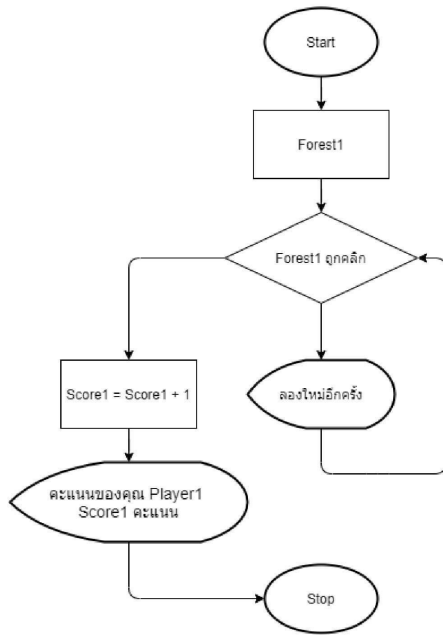 Start
Forest1
Forest1 ถูกคลิก
Score1 = Score1 + 1
ลองใหม่อีกครั้ง
คะแนนของคุณ Player1
Score1 คะแนน
Stop